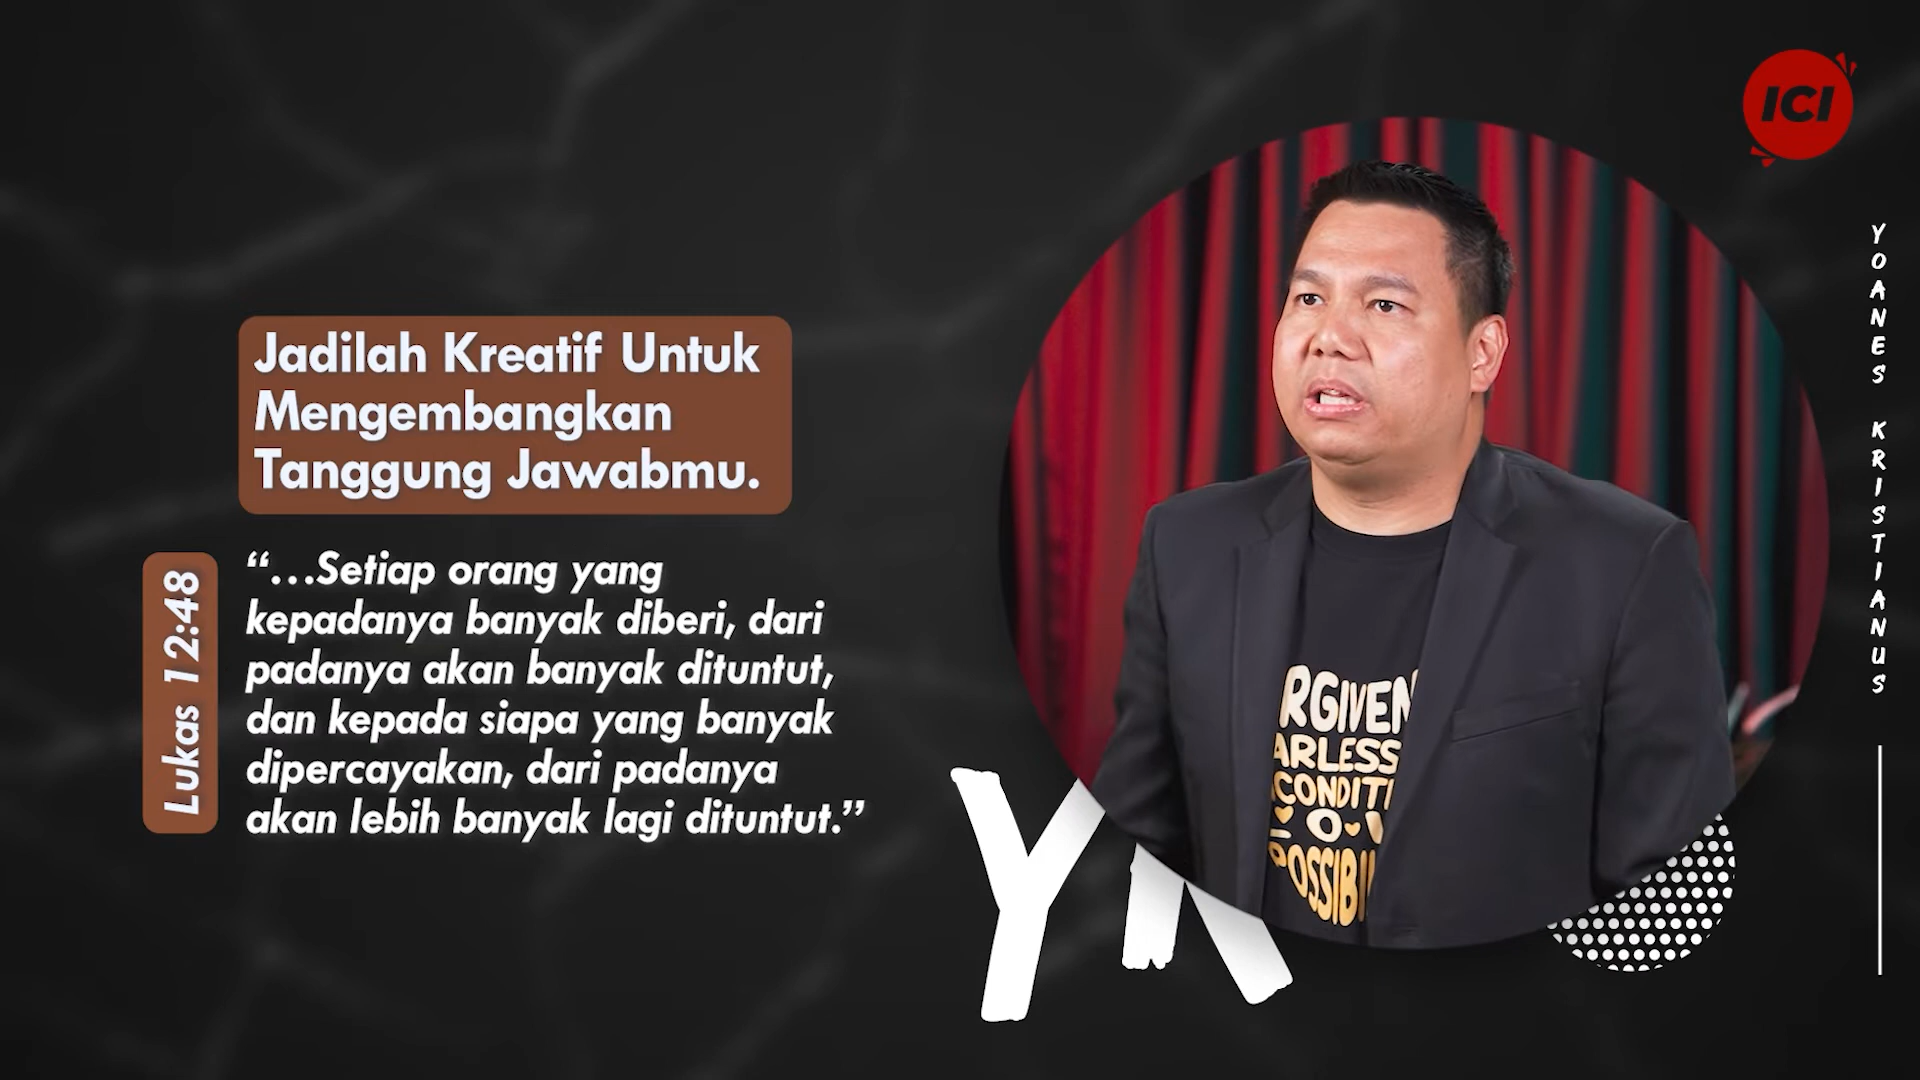 ICI
YOANES KRISTIANUS
Jadilah Kreatif Untuk
Mengembangkan
Tanggung Jawabmu.
Lukas 12:48
“...Setiap orang yang
kepadanya banyak diberi, dari
padanya akan banyak dituntut,
dan kepada siapa yang banyak
dipercayakan, dari padanya
akan lebih banyak lagi dituntut.”
YK